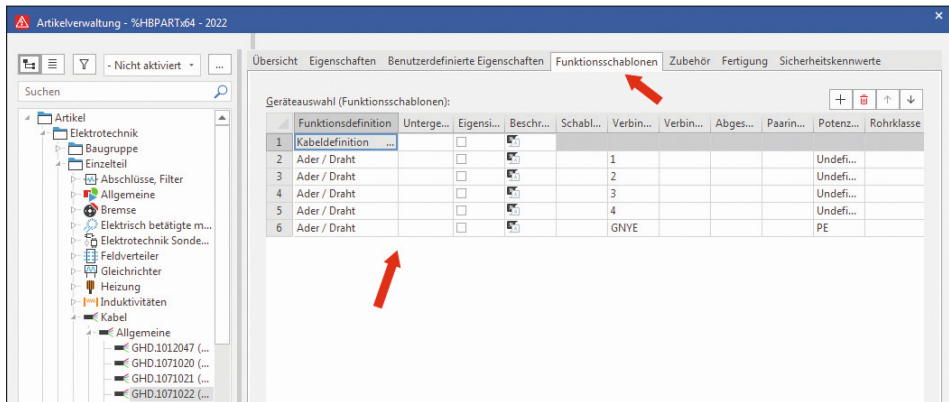 Artikelverwaltung - %HBPARTx64 - 2022
- Nicht aktiviert
...
Suchen
Artikel
Elektrotechnik
Baugruppe
Einzelteil
Abschlüsse, Filter
Allgemeine
Bremse
Elektrisch betätigte m...
Elektrotechnik Sonde...
Feldverteiler
Gleichrichter
Heizung
Induktivitäten
Kabel
Allgemeine
GHD.1012047 (...
GHD.1071020 (...
GHD.1071021 (...
GHD.1071022 (...
Übersicht Eigenschaften Benutzerdefinierte Eigenschaften Funktionsschablonen Zubehör Fertigung Sicherheitskennwerte
Geräteauswahl (Funktionsschablonen):
Funktionsdefinition Unterge... Eigensi... Beschr... Schabl... Verbin... Verbin... Abges... Paarin... Potenz... Rohrklasse
1 Kabeldefinition ...
2 Ader / Draht 1 Undefi...
3 Ader / Draht 2 Undefi...
4 Ader / Draht 3 Undefi...
5 Ader / Draht 4 Undefi...
6 Ader / Draht GNYE PE